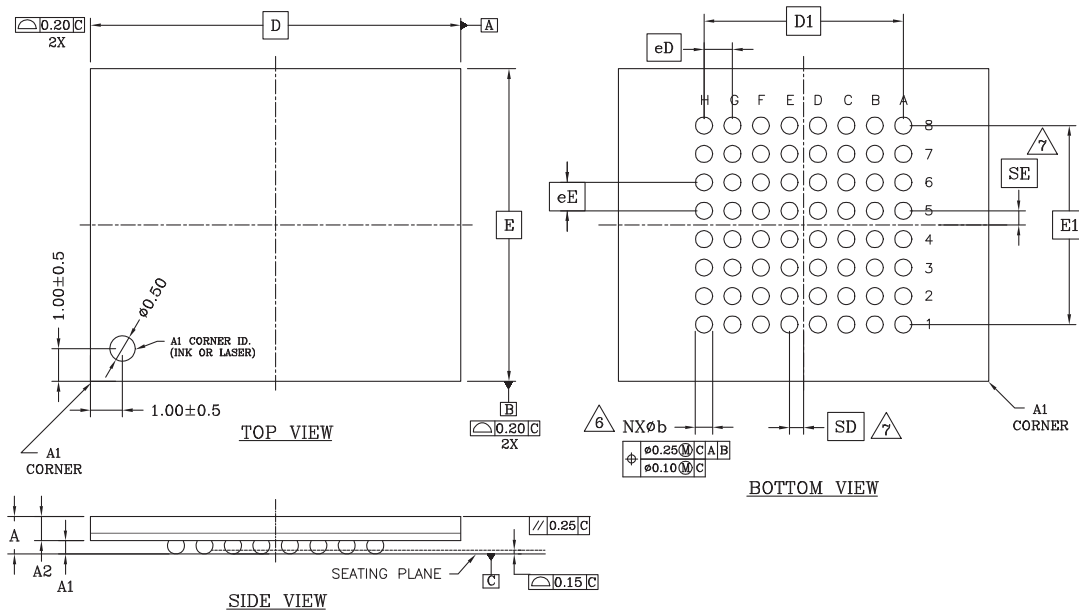 ⌓ 0.20 C
2X
D
A
E
1.00±0.5
ø0.50
A1 CORNER ID.
(INK OR LASER)
1.00±0.5
B
⌓ 0.20 C
2X
TOP VIEW
A1
CORNER
D1
eD
H G F E D C B A
8
7
6
5
4
3
2
1
7
SE
eE
E1
6
NXøb
SD
7
⌖ ø0.25Ⓜ C A B
ø0.10Ⓜ C
A1
CORNER
BOTTOM VIEW
A
A2
A1
// 0.25 C
SEATING PLANE
C
⌓ 0.15 C
SIDE VIEW